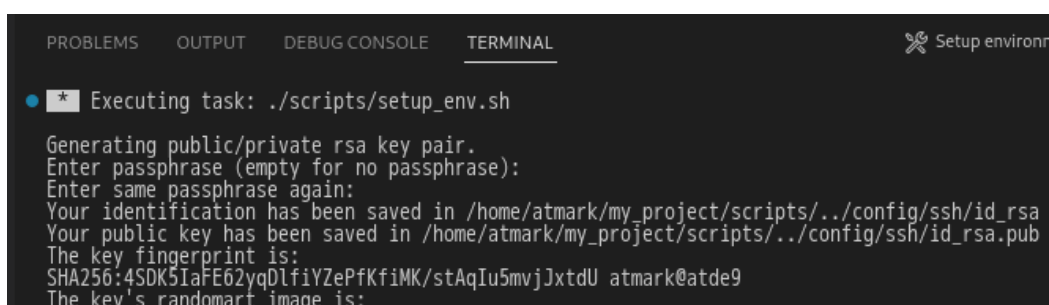 PROBLEMS OUTPUT DEBUG CONSOLE TERMINAL Setup
* Executing task: ./scripts/setup_env.sh
Generating public/private rsa key pair.
Enter passphrase (empty for no passphrase):
Enter same passphrase again:
Your identification has been saved in /home/atmark/my_project/scripts/../config/ssh/id_rsa
Your public key has been saved in /home/atmark/my_project/scripts/../config/ssh/id_rsa.pub
The key fingerprint is:
SHA256:4SDK5IaFE62yqDlfiYZePfKfiMK/stAqIu5mvjJxtdU atmark@atde9
The key's randomart image is: